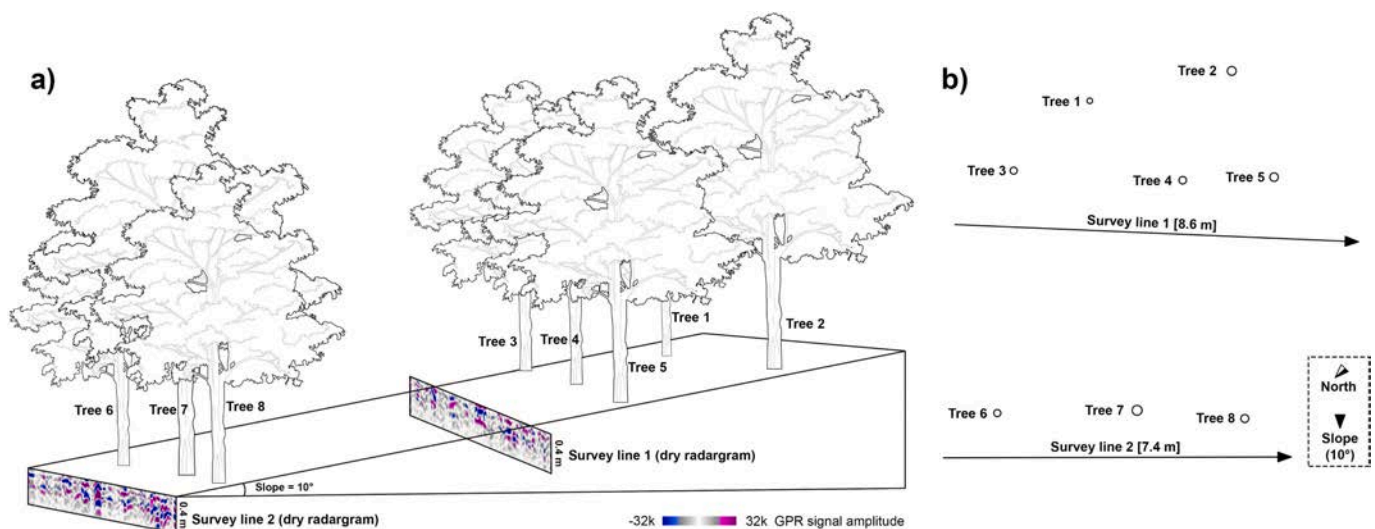 a)
Tree 3
Tree 4
Tree 5
Tree 1
Tree 2
Tree 6
Tree 7
Tree 8
0.4 m
Survey line 1 (dry radargram)
Slope = 10°
0.4 m
Survey line 2 (dry radargram)
-32k
32k GPR signal amplitude
b)
Tree 2
Tree 1
Tree 3
Tree 4
Tree 5
Survey line 1 [8.6 m]
Tree 6
Tree 7
Tree 8
Survey line 2 [7.4 m]
North
Slope
(10°)